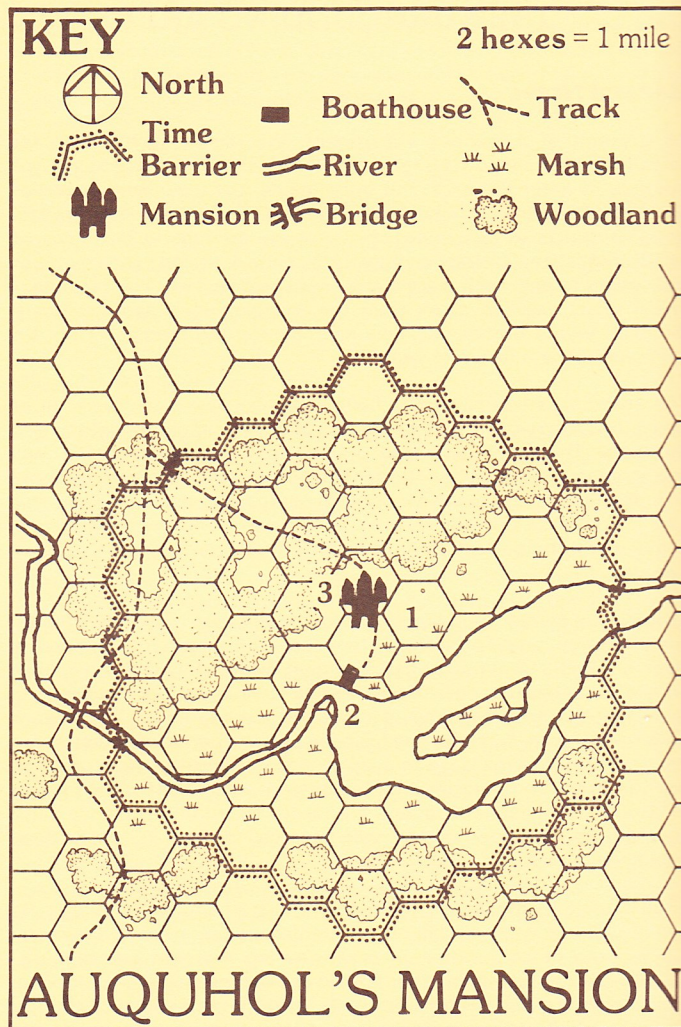 KEY
2 hexes = 1 mile
North
Boathouse
Track
Time
Barrier
River
Marsh
Mansion
Bridge
Woodland
3
1
2
AUQUHOL'S MANSION